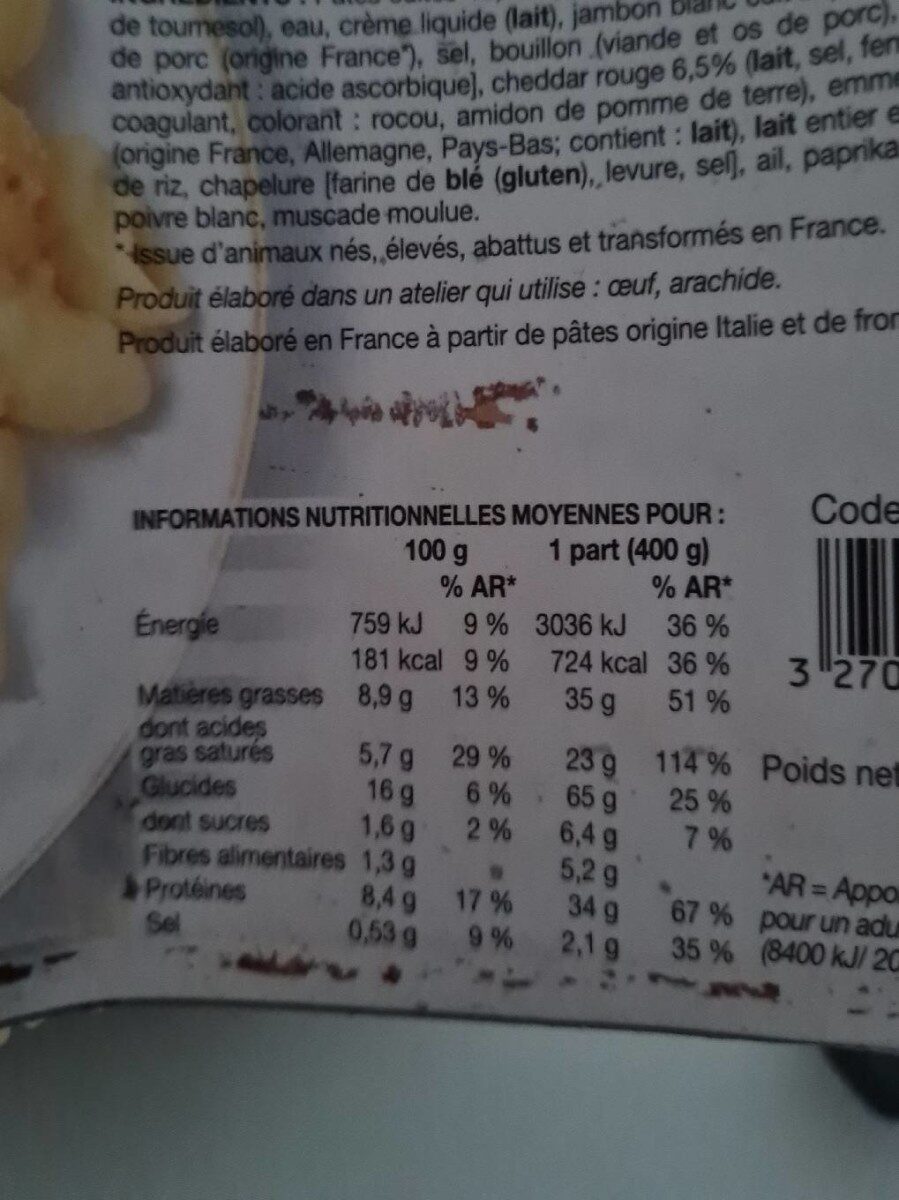 de tournesol), eau, crème liquide (lait), jambon blanc
de porc (origine France*), sel, bouillon (viande et os de porc),
antioxydant : acide ascorbique], cheddar rouge 6,5% (lait, sel, fer
coagulant, colorant : rocou, amidon de pomme de terre), emme
(origine France, Allemagne, Pays-Bas; contient : lait), lait entier e
de riz, chapelure [farine de blé (gluten), levure, sel], ail, paprika
poivre blanc, muscade moulue.
*Issue d'animaux nés, élevés, abattus et transformés en France.
Produit élaboré dans un atelier qui utilise : œuf, arachide.
Produit élaboré en France à partir de pâtes origine Italie et de from
INFORMATIONS NUTRITIONNELLES MOYENNES POUR :
100 g 1 part (400 g)
% AR* % AR*
Énergie 759 kJ 9 % 3036 kJ 36 %
181 kcal 9 % 724 kcal 36 %
Matières grasses 8,9 g 13 % 35 g 51 %
dont acides
gras saturés 5,7 g 29 % 23 g 114 %
Glucides 16 g 6 % 65 g 25 %
dont sucres 1,6 g 2 % 6,4 g 7 %
Fibres alimentaires 1,3 g 5,2 g
Protéines 8,4 g 17 % 34 g 67 %
Sel 0,53 g 9 % 2,1 g 35 %
Code
3 270
Poids net
*AR = Appo
pour un adu
(8400 kJ/ 20